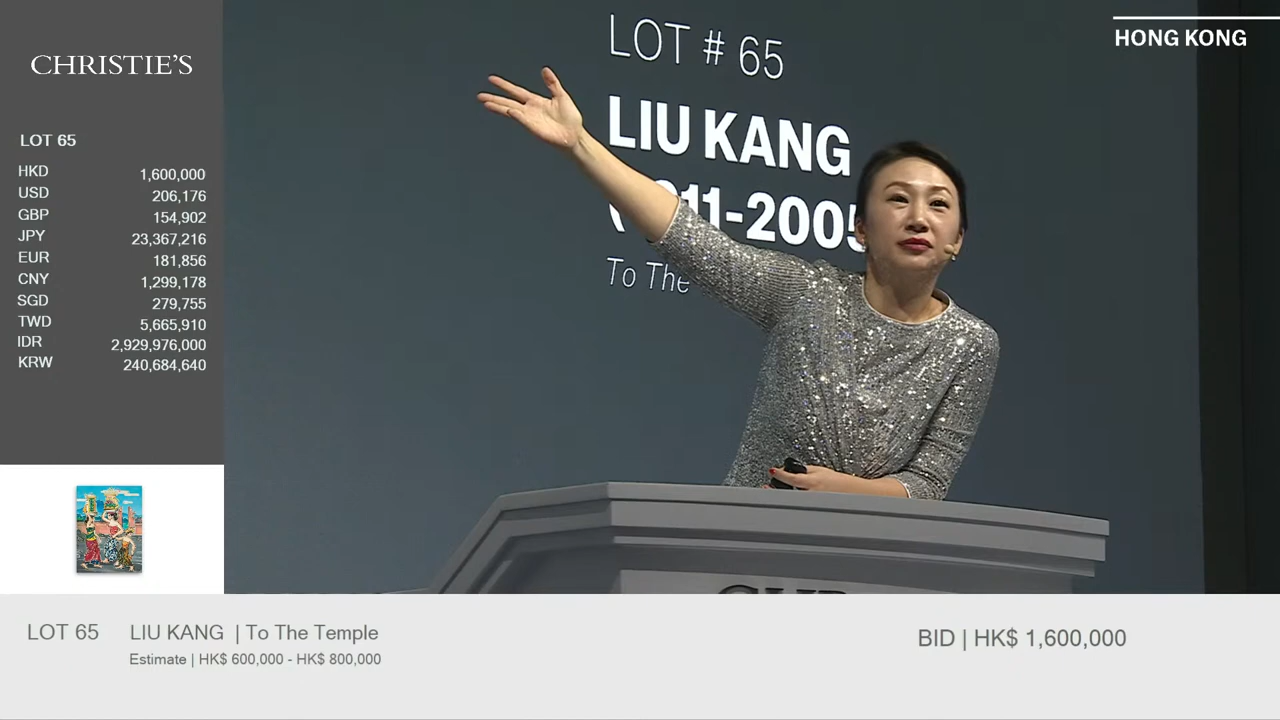 CHRISTIE'S
LOT 65
HKD 1,600,000
USD 206,176
GBP 154,902
JPY 23,367,216
EUR 181,856
CNY 1,299,178
SGD 279,755
TWD 5,665,910
IDR 2,929,976,000
KRW 240,684,640
HONG KONG
LOT # 65
LIU KANG
11-2005
To The
LOT 65 LIU KANG | To The Temple
Estimate | HK$ 600,000 - HK$ 800,000
BID | HK$ 1,600,000